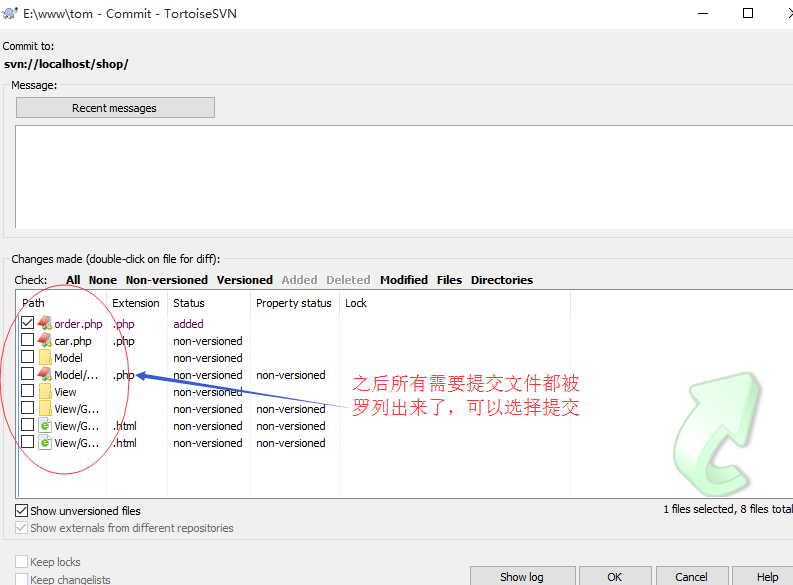 E:\www\tom - Commit - TortoiseSVN
Commit to:
svn://localhost/shop/
Message:
Recent messages
Changes made (double-click on file for diff):
Check: All None Non-versioned Versioned Added Deleted Modified Files Directories
Path Extension Status Property status Lock
order.php .php added
car.php .php non-versioned
Model non-versioned
Model/... .php non-versioned non-versioned
View non-versioned
View/G... non-versioned non-versioned
View/G... .html non-versioned non-versioned
View/G... .html non-versioned non-versioned
之后所有需要提交文件都被
罗列出来了，可以选择提交
Show unversioned files
1 files selected, 8 files total
Show externals from different repositories
Keep locks
Keep changelists
Show log OK Cancel Help